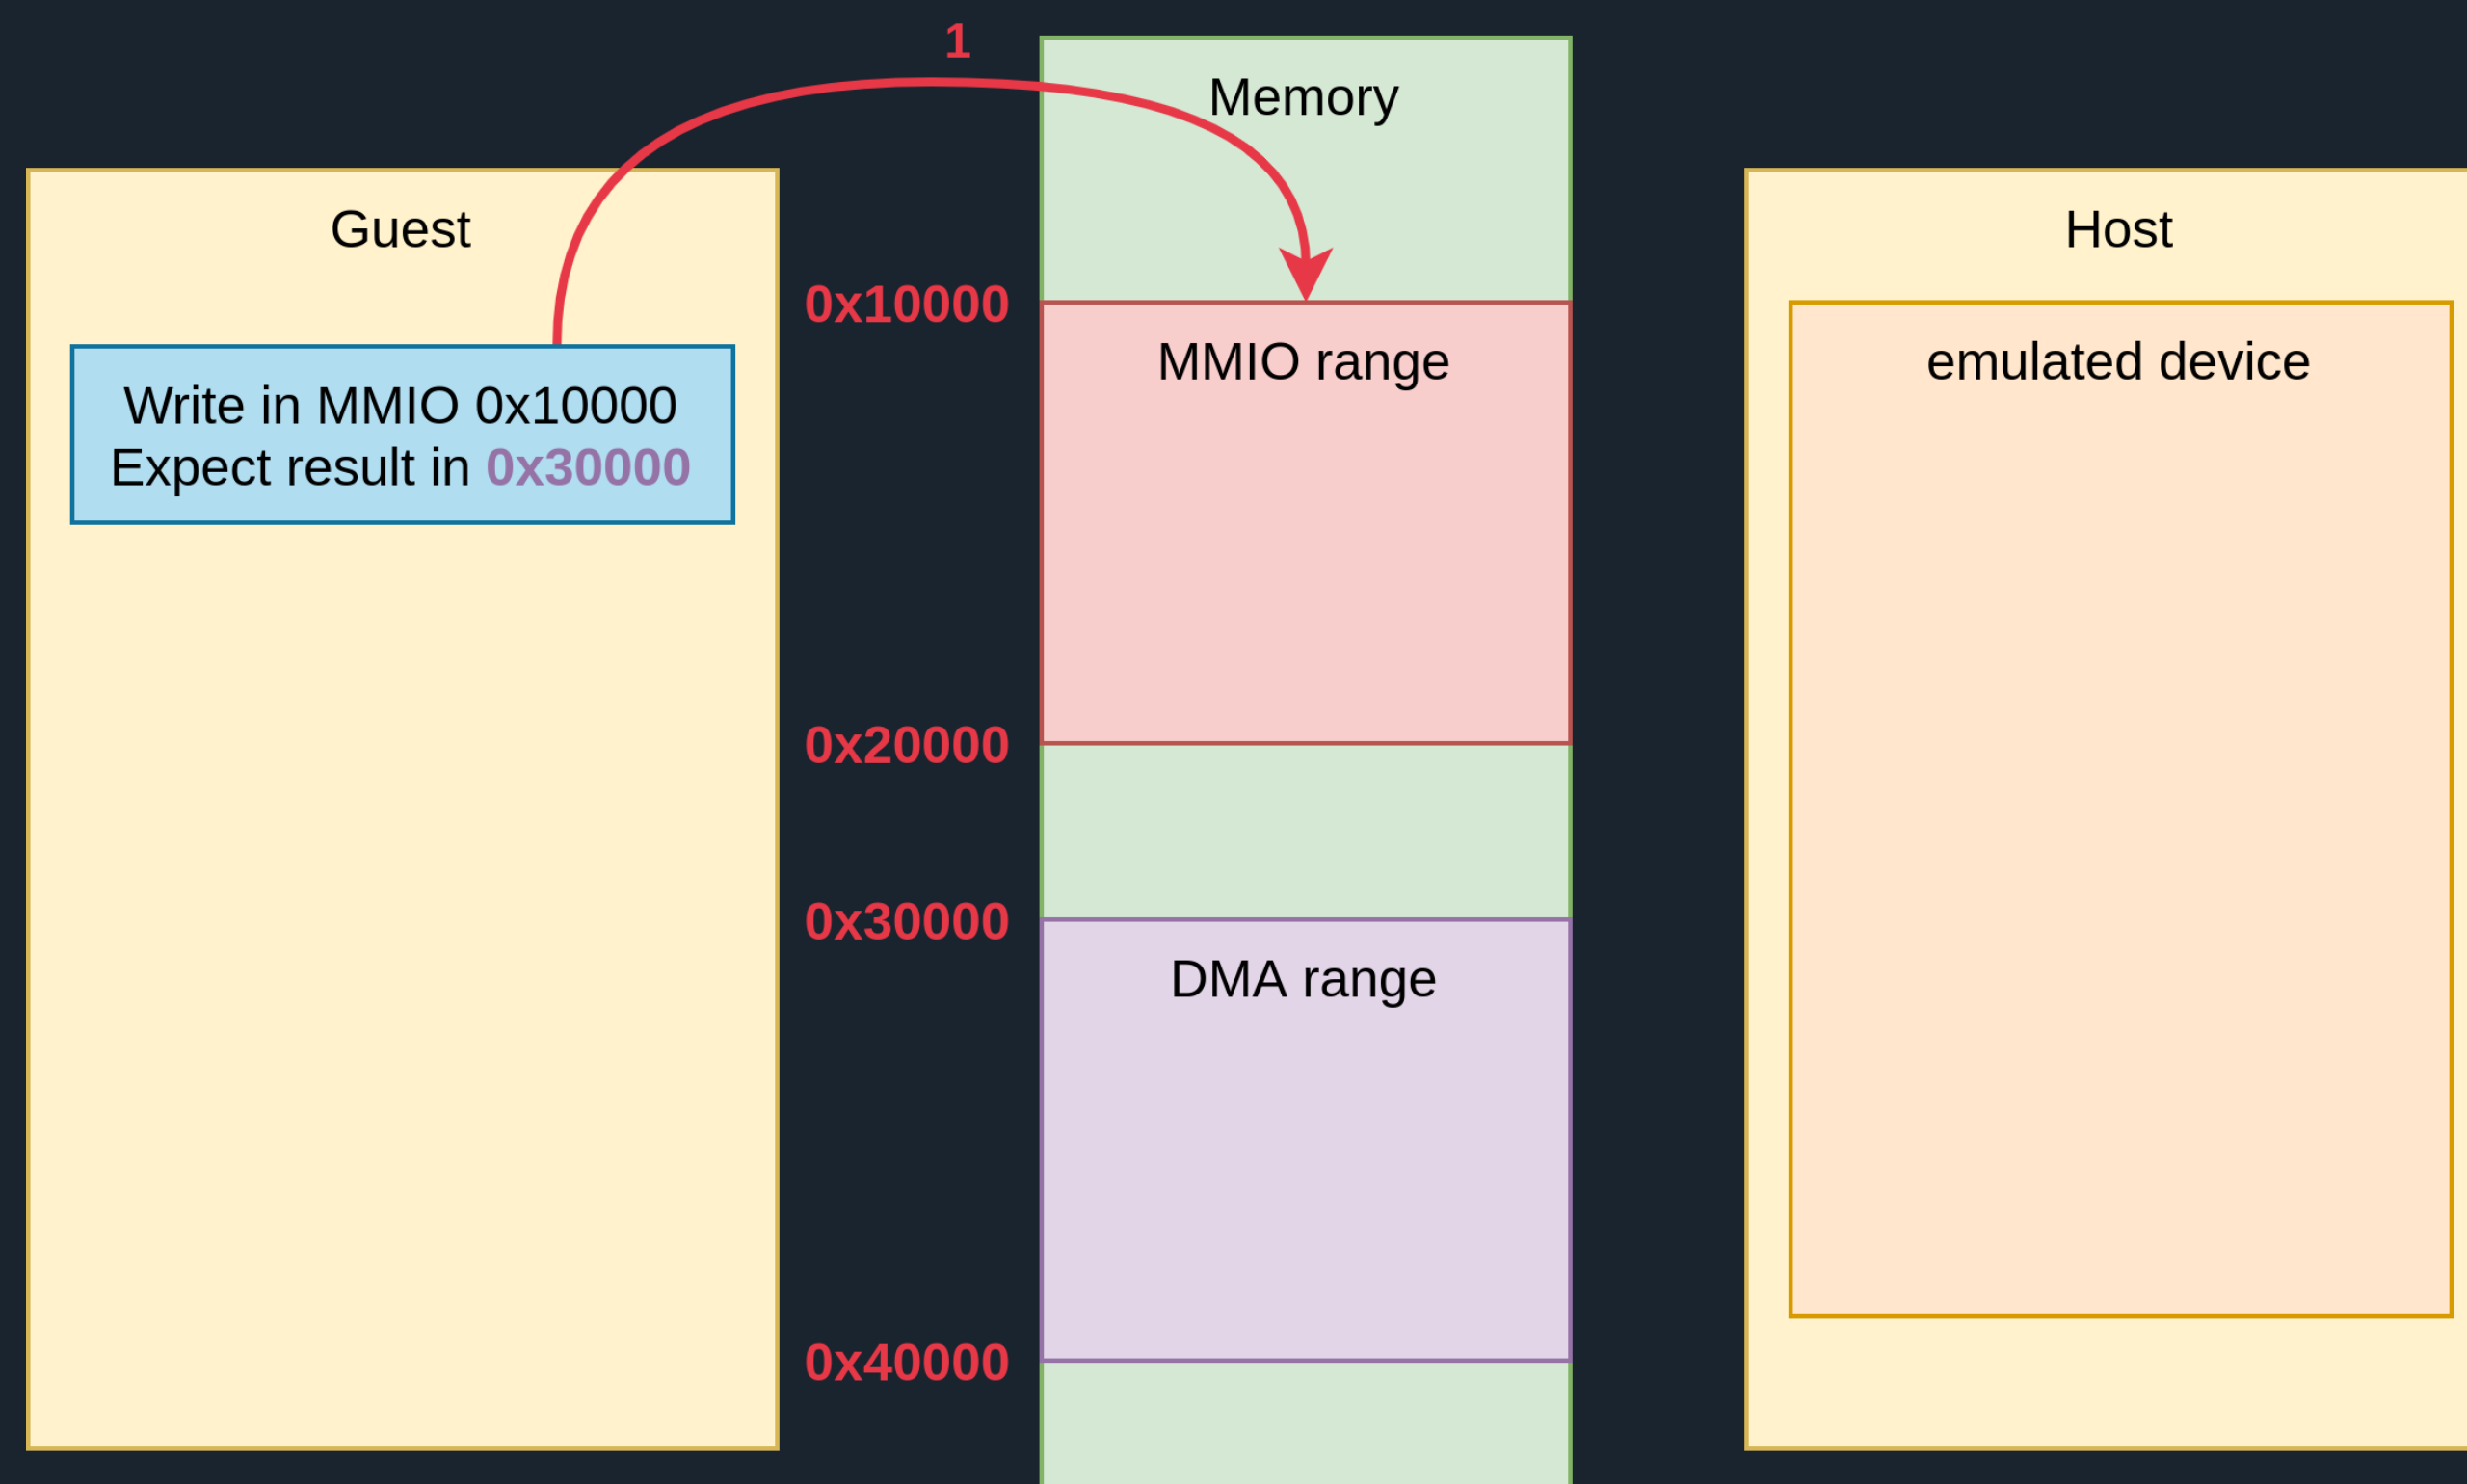 1
Memory
Guest
Host
0x10000
MMIO range
emulated device
Write in MMIO 0x10000
Expect result in 0x30000
0x20000
0x30000
DMA range
0x40000